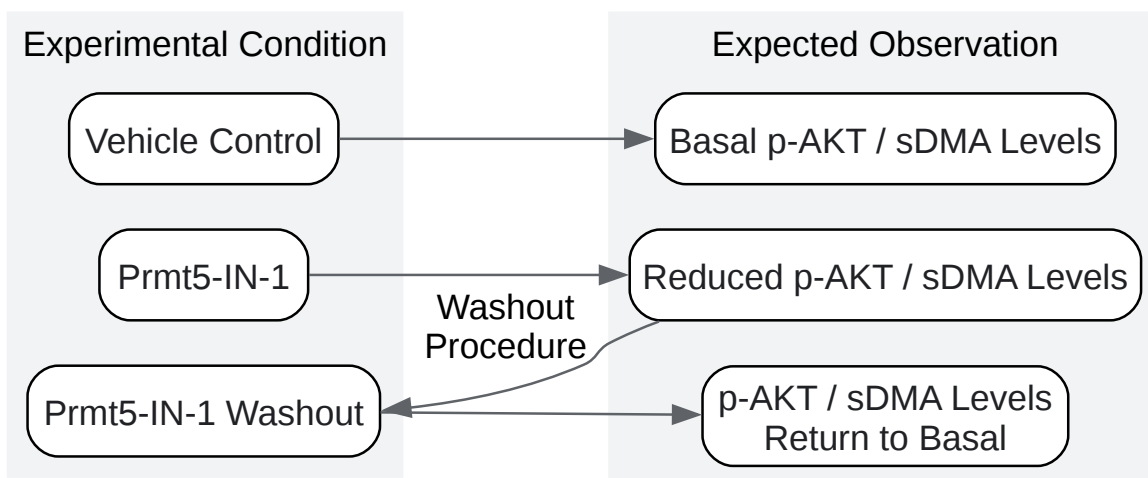 Experimental Condition
Expected Observation
Vehicle Control
Basal p-AKT / sDMA Levels
Prmt5-IN-1
Reduced p-AKT / sDMA Levels
Washout
Procedure
Prmt5-IN-1 Washout
p-AKT / sDMA Levels
Return to Basal